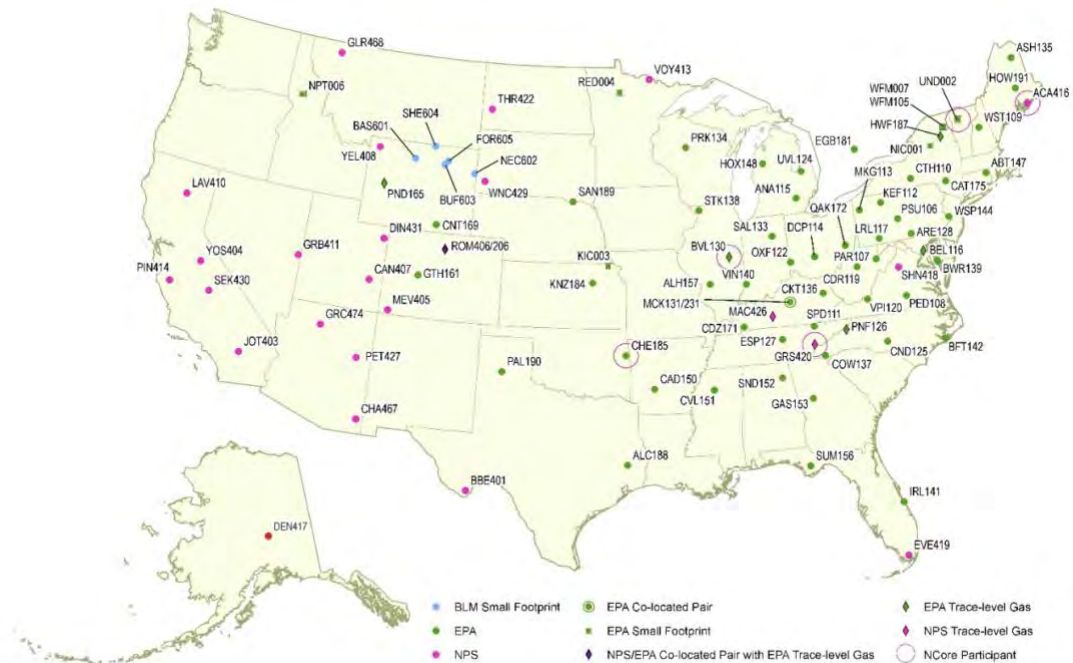 GLR468
VOY413
ASH135
NPT006
RED004
UND002
HOW191
WFM007
ACA416
THR422
WFM105
SHE604
HWF187
WST109
BAS601
FOR605
PRK134
EGB181
NIC001
YEL408
NEC602
HOX148
UVL124
MKG113
CTH110
ABT147
LAV410
PND165
WNC429
ANA115
KEF112
CAT175
BUF603
SAN189
STK138
QAK172
PSU106
WSP144
CNT169
SAL133
DCP114
LRL117
ARE128
DIN431
YOS404
GRB411
ROM406/206
BVL130
OXF122
BEL116
KIC003
PAR107
BWR139
PIN414
SEK430
CAN407
GTH161
KNZ184
ALH157
VIN140
CDR119
SHN418
CKT136
MEV405
MCK131/231
VPI120
PED108
MAC426
GRC474
SPD111
CDZ171
PNF126
JOT403
PET427
CHE185
ESP127
CND125
BFT142
GRS420
PAL190
COW137
CAD150
SND152
CVL151
GAS153
CHA467
ALC188
SUM156
BBE401
IRL141
DEN417
EVE419
BLM Small Footprint
EPA Co-located Pair
EPA Trace-level Gas
EPA
EPA Small Footprint
NPS Trace-level Gas
NPS
NPS/EPA Co-located Pair with EPA Trace-level Gas
NCore Participant